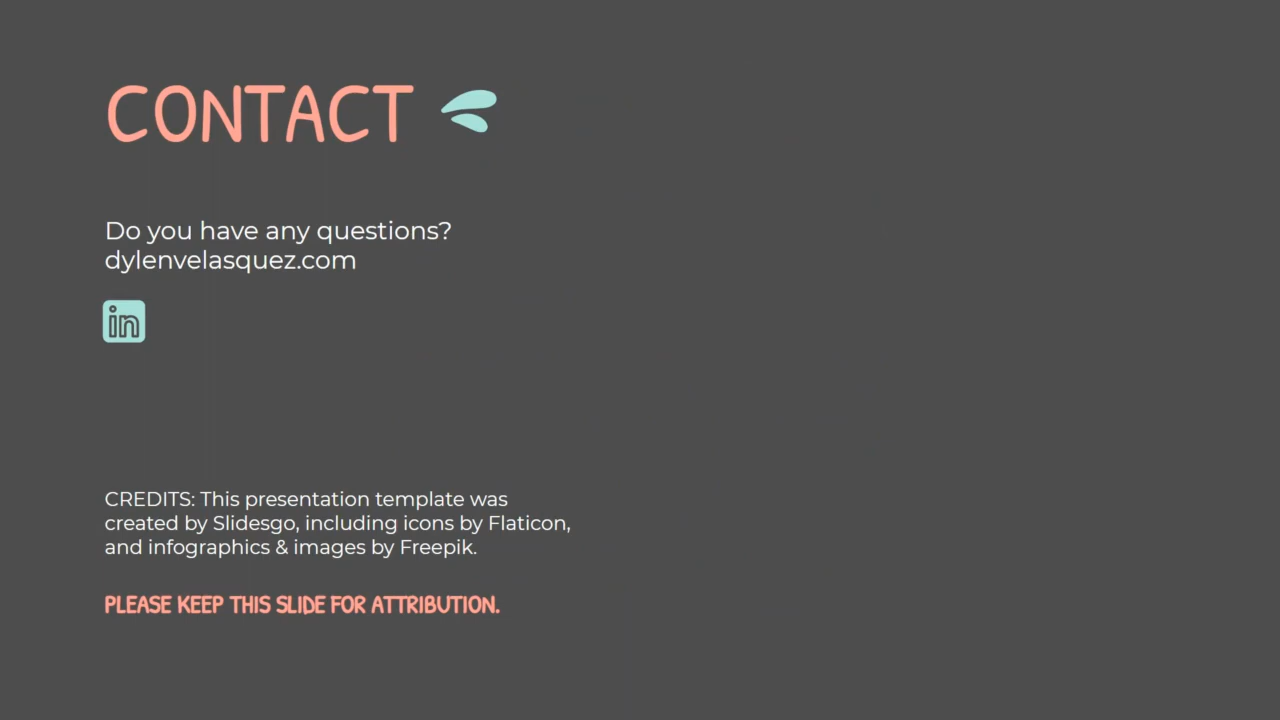 CONTACT
Do you have any questions?
dylenvelasquez.com
in
CREDITS: This presentation template was
created by Slidesgo, including icons by Flaticon,
and infographics & images by Freepik.
PLEASE KEEP THIS SLIDE FOR ATTRIBUTION.